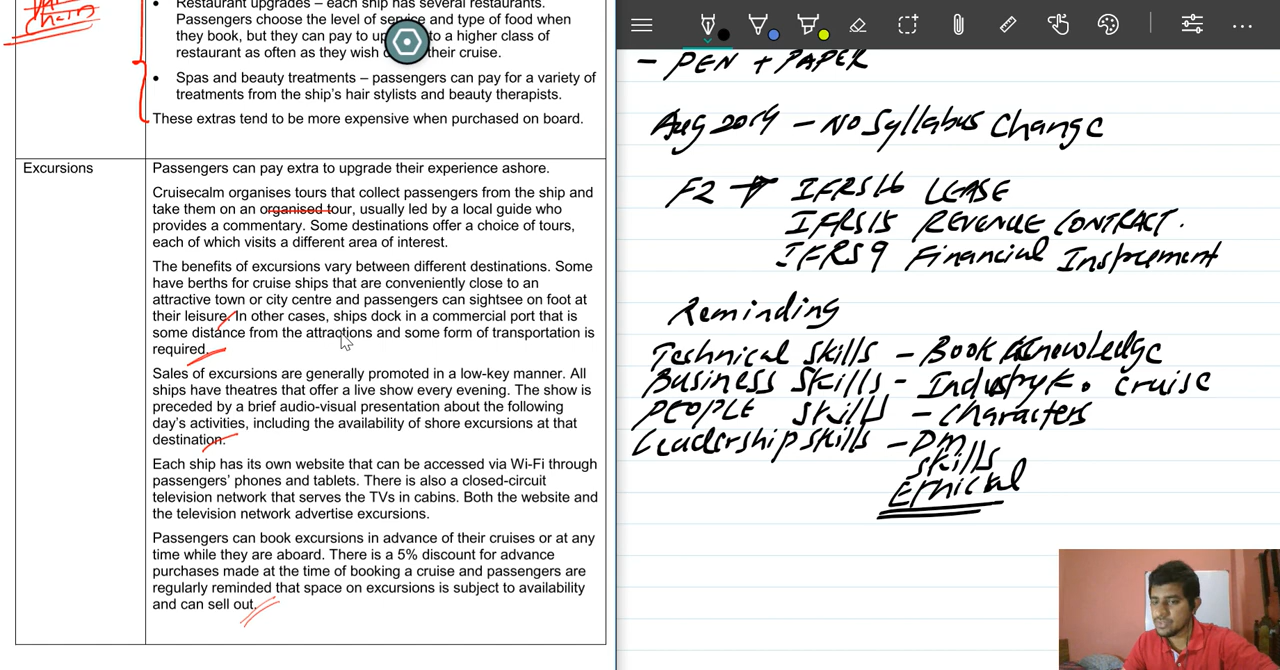 Chain
• Restaurant upgrades – each ship has several restaurants.
Passengers choose the level of service and type of food when
they book, but they can pay to up to a higher class of
restaurant as often as they wish their cruise.
• Spas and beauty treatments – passengers can pay for a variety of
treatments from the ship's hair stylists and beauty therapists.
These extras tend to be more expensive when purchased on board.
Excursions
Passengers can pay extra to upgrade their experience ashore.
Cruisecalm organises tours that collect passengers from the ship and
take them on an organised tour, usually led by a local guide who
provides a commentary. Some destinations offer a choice of tours,
each of which visits a different area of interest.
The benefits of excursions vary between different destinations. Some
have berths for cruise ships that are conveniently close to an
attractive town or city centre and passengers can sightsee on foot at
their leisure. In other cases, ships dock in a commercial port that is
some distance from the attractions and some form of transportation is
required.
Sales of excursions are generally promoted in a low-key manner. All
ships have theatres that offer a live show every evening. The show is
preceded by a brief audio-visual presentation about the following
day's activities, including the availability of shore excursions at that
destination.
Each ship has its own website that can be accessed via Wi-Fi through
passengers' phones and tablets. There is also a closed-circuit
television network that serves the TVs in cabins. Both the website and
the television network advertise excursions.
Passengers can book excursions in advance of their cruises or at any
time while they are aboard. There is a 5% discount for advance
purchases made at the time of booking a cruise and passengers are
regularly reminded that space on excursions is subject to availability
and can sell out.
- PEN + PAPER
Aug 2019 - No Syllabus Change
F2 → IFRS16 LEASE
IFRS15 REVENUE CONTRACT.
IFRS 9 Financial Instrument
Reminding
Technical skills - Book knowledge
Business skills - Industry K. cruise
PEOPLE skills - characters
Leadership skills - DM
skills
Ethical